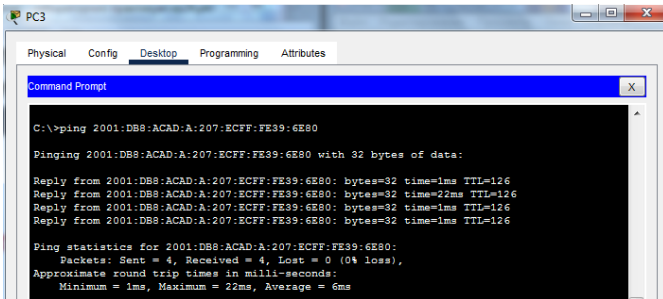 PC3
Physical Config Desktop Programming Attributes
Command Prompt
X
C:\>ping 2001:DB8:ACAD:A:207:ECFF:FE39:6E80
Pinging 2001:DB8:ACAD:A:207:ECFF:FE39:6E80 with 32 bytes of data:
Reply from 2001:DB8:ACAD:A:207:ECFF:FE39:6E80: bytes=32 time=1ms TTL=126
Reply from 2001:DB8:ACAD:A:207:ECFF:FE39:6E80: bytes=32 time=22ms TTL=126
Reply from 2001:DB8:ACAD:A:207:ECFF:FE39:6E80: bytes=32 time=1ms TTL=126
Reply from 2001:DB8:ACAD:A:207:ECFF:FE39:6E80: bytes=32 time=1ms TTL=126
Ping statistics for 2001:DB8:ACAD:A:207:ECFF:FE39:6E80:
Packets: Sent = 4, Received = 4, Lost = 0 (0% loss),
Approximate round trip times in milli-seconds:
Minimum = 1ms, Maximum = 22ms, Average = 6ms